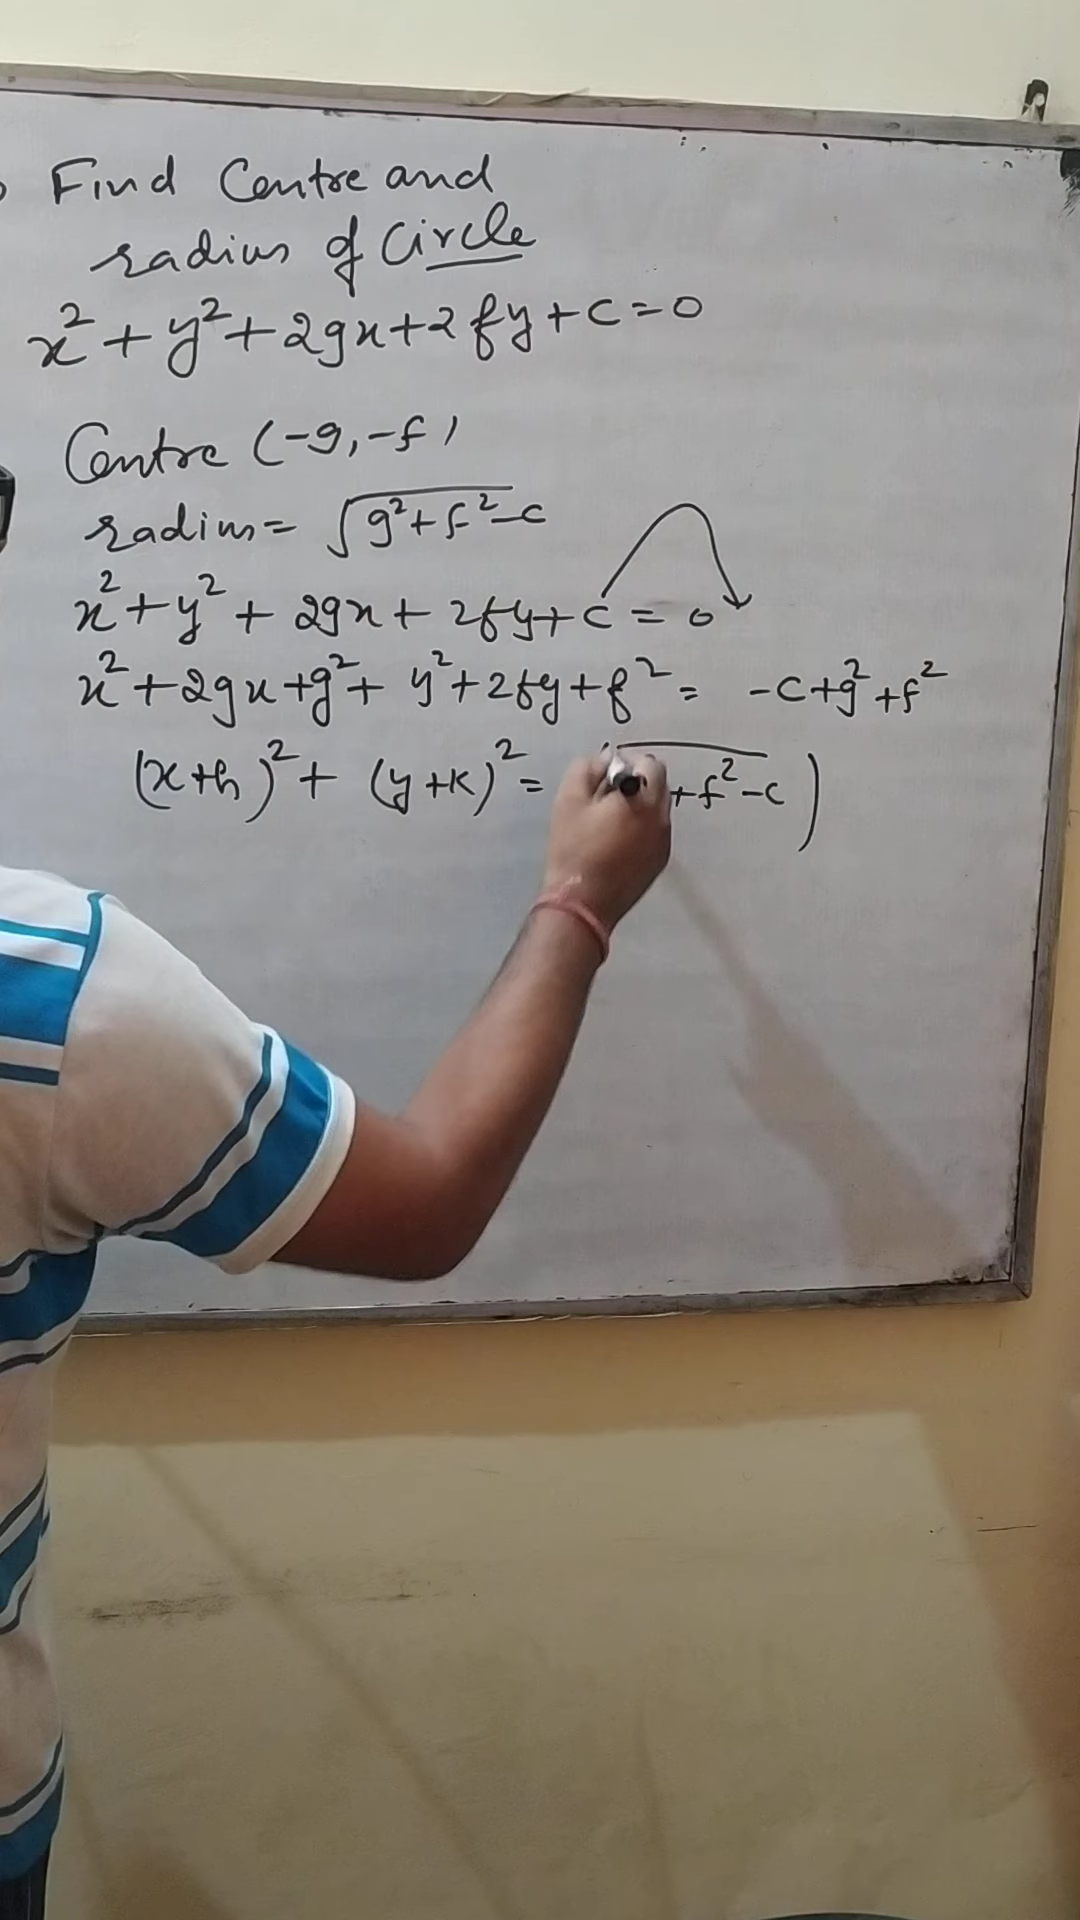 Find Centre and
radius of Circle
x²+y²+2gx+2fy+c=0
Centre (-g,-f)
radius= √g²+f²-c
x²+y²+2gx+2fy+c=0
x²+2gx+g²+y²+2fy+f²= -c+g²+f²
(x+h)²+(y+k)²= +f²-c)